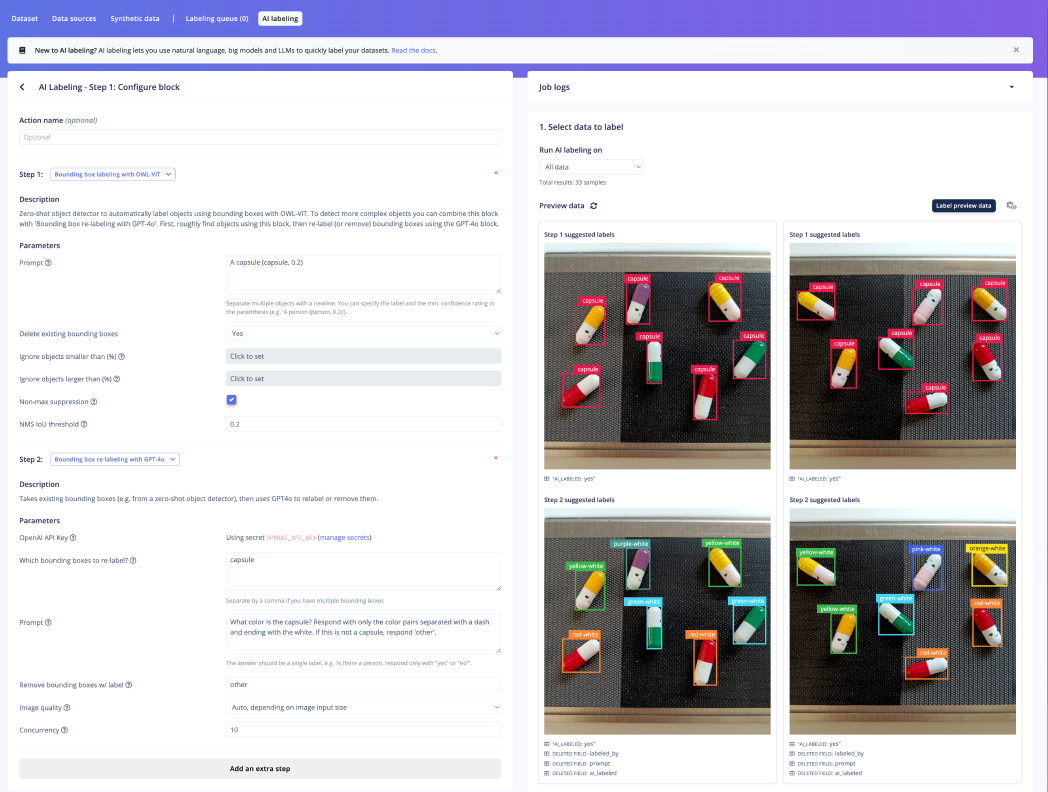 Dataset
Data sources
Synthetic data
Labeling queue (0)
AI labeling
New to AI labeling? AI labeling lets you use natural language, big models and LLMs to quickly label your datasets. Read the docs.
AI Labeling - Step 1: Configure block
Action name (optional)
Optional
Step 1: Bounding box labeling with OWL-ViT
Description
Zero-shot object detector to automatically label objects using bounding boxes with OWL-ViT. To detect more complex objects you can combine this block
with 'Bounding box re-labeling with GPT-4o'. First, roughly find objects using this block, then re-label (or remove) bounding boxes using the GPT-4o block.
Parameters
Prompt
A capsule (capsule, 0.2)
Separate multiple objects with a newline. You can specify the label and the min. confidence rating in
the parenthesis (e.g. 'A person (person, 0.2)').
Delete existing bounding boxes
Yes
Ignore objects smaller than (%)
Click to set
Ignore objects larger than (%)
Click to set
Non-max suppression
NMS IoU threshold
0.2
Step 2: Bounding box re-labeling with GPT-4o
Description
Takes existing bounding boxes (e.g. from a zero-shot object detector), then uses GPT4o to relabel or remove them.
Parameters
OpenAI API Key
Using secret OPENAI_API_KEY (manage secrets)
Which bounding boxes to re-label?
capsule
Separate by a comma if you have multiple bounding boxes
Prompt
What color is the capsule? Respond with only the color pairs separated with a dash
and ending with the white. If this is not a capsule, respond 'other'.
The answer should be a single label, e.g. 'Is there a person, respond only with "yes" or "no"'.
Remove bounding boxes w/ label
other
Image quality
Auto, depending on image input size
Concurrency
10
Add an extra step
Job logs
1. Select data to label
Run AI labeling on
All data
Total results: 33 samples
Preview data
Label preview data
Step 1 suggested labels
capsule
capsule
capsule
capsule
capsule
capsule
capsule
"AI_LABELED: yes"
Step 2 suggested labels
purple-white
yellow-white
yellow-white
green-white
green-white
red-white
red-white
"AI_LABELED: yes"
DELETED FIELD: labeled_by
DELETED FIELD: prompt
DELETED FIELD: ai_labeled
Step 1 suggested labels
capsule
capsule
capsule
capsule
capsule
capsule
capsule
"AI_LABELED: yes"
Step 2 suggested labels
yellow-white
pink-white
orange-white
green-white
red-white
yellow-white
red-white
"AI_LABELED: yes"
DELETED FIELD: labeled_by
DELETED FIELD: prompt
DELETED FIELD: ai_labeled